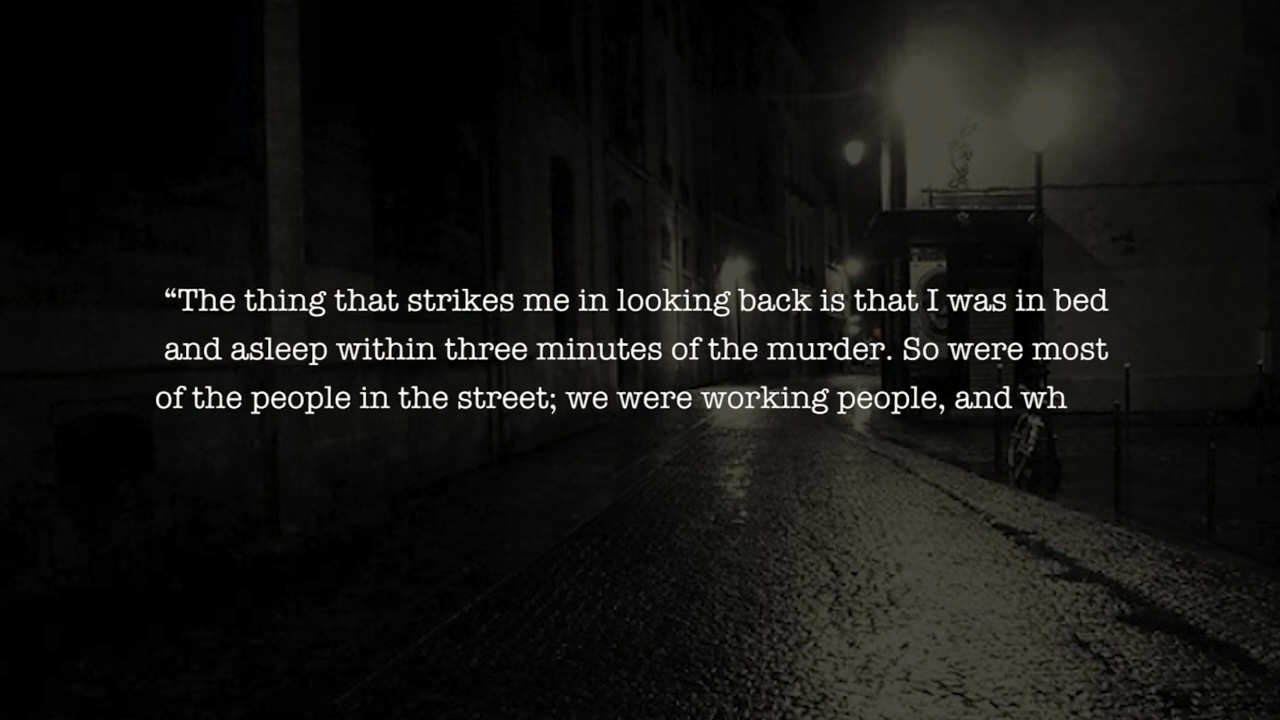 “The thing that strikes me in looking back is that I was in bed
and asleep within three minutes of the murder. So were most
of the people in the street; we were working people, and wh